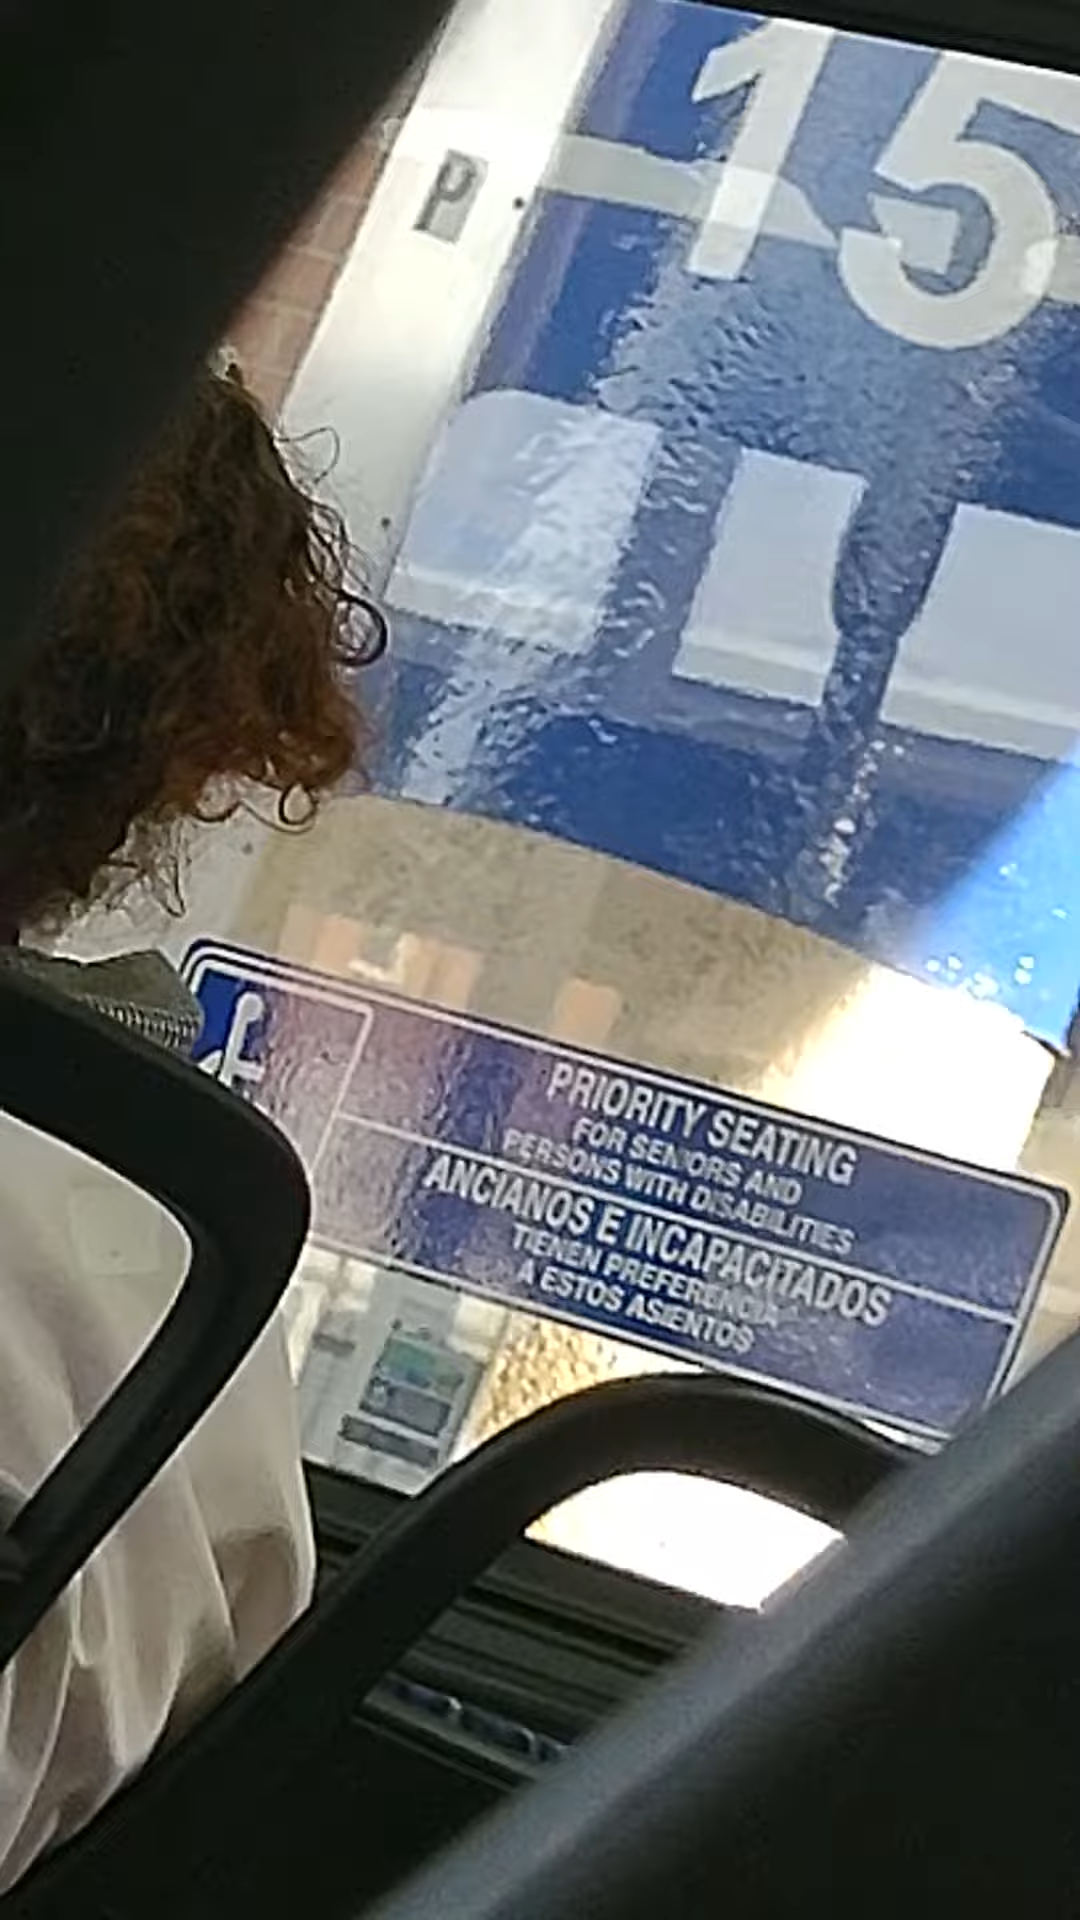 P
15
PRIORITY SEATING
FOR SENIORS AND
PERSONS WITH DISABILITIES
ANCIANOS E INCAPACITADOS
TIENEN PREFERENCIA
A ESTOS ASIENTOS